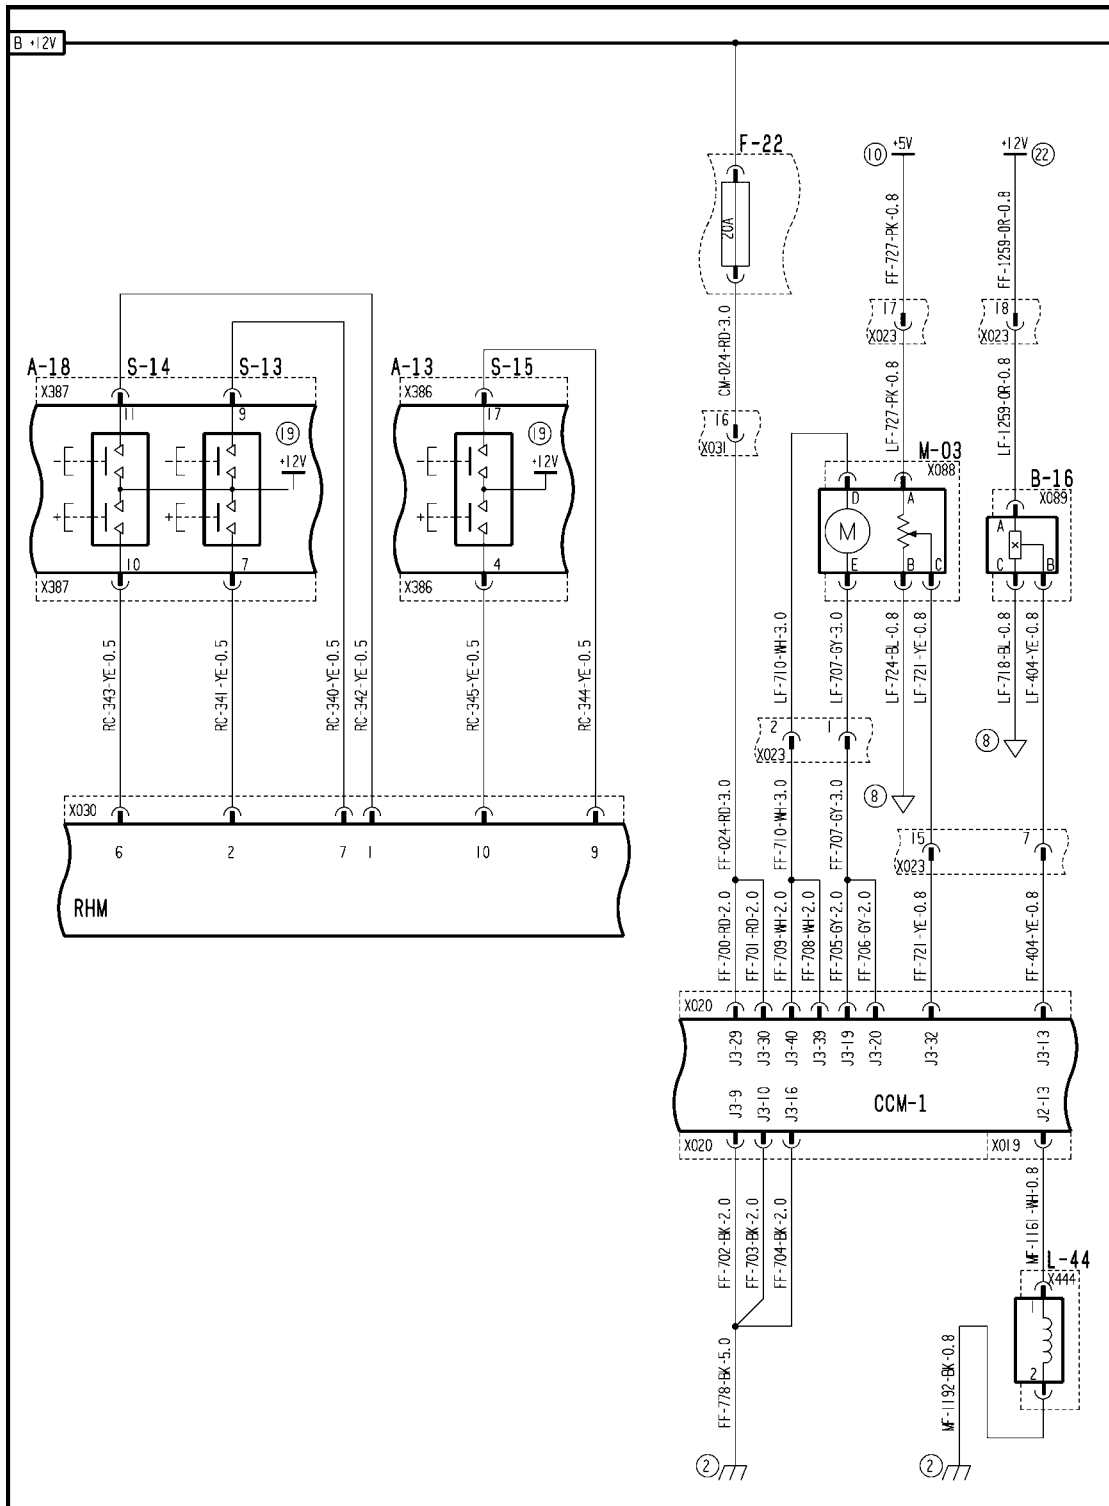 B +12V
F-22
20A
10
+5V
+12V
22
FF-727-PK-0.8
FF-1259-OR-0.8
17
X023
18
X023
CM-024-RD-3.0
LF-727-PK-0.8
LF-1259-OR-0.8
A-18
S-14
S-13
A-13
S-15
X387
X386
11
9
17
19
+12V
19
+12V
+
+
+
10
7
4
X387
X386
16
X031
M-03
X088
D
A
M
E
B
C
B-16
X089
A
X
C
B
RC-343-YE-0.5
RC-341-YE-0.5
RC-340-YE-0.5
RC-342-YE-0.5
RC-345-YE-0.5
RC-344-YE-0.5
LF-710-WH-3.0
LF-707-GY-3.0
LF-724-BL-0.8
LF-721-YE-0.8
LF-718-BL-0.8
LF-404-YE-0.8
2
1
X023
8
8
X030
6
2
7
1
10
9
RHM
FF-024-RD-3.0
FF-710-WH-3.0
FF-707-GY-3.0
15
7
X023
FF-700-RD-2.0
FF-701-RD-2.0
FF-709-WH-2.0
FF-708-WH-2.0
FF-705-GY-2.0
FF-706-GY-2.0
FF-721-YE-0.8
FF-404-YE-0.8
X020
J3-29
J3-30
J3-40
J3-39
J3-19
J3-20
J3-32
J3-13
J3-9
J3-10
J3-16
CCM-1
J2-13
X020
X019
FF-702-BK-2.0
FF-703-BK-2.0
FF-704-BK-2.0
MF-1161-WH-0.8
L-44
X444
1
2
FF-778-BK-5.0
MF-1192-BK-0.8
2
2